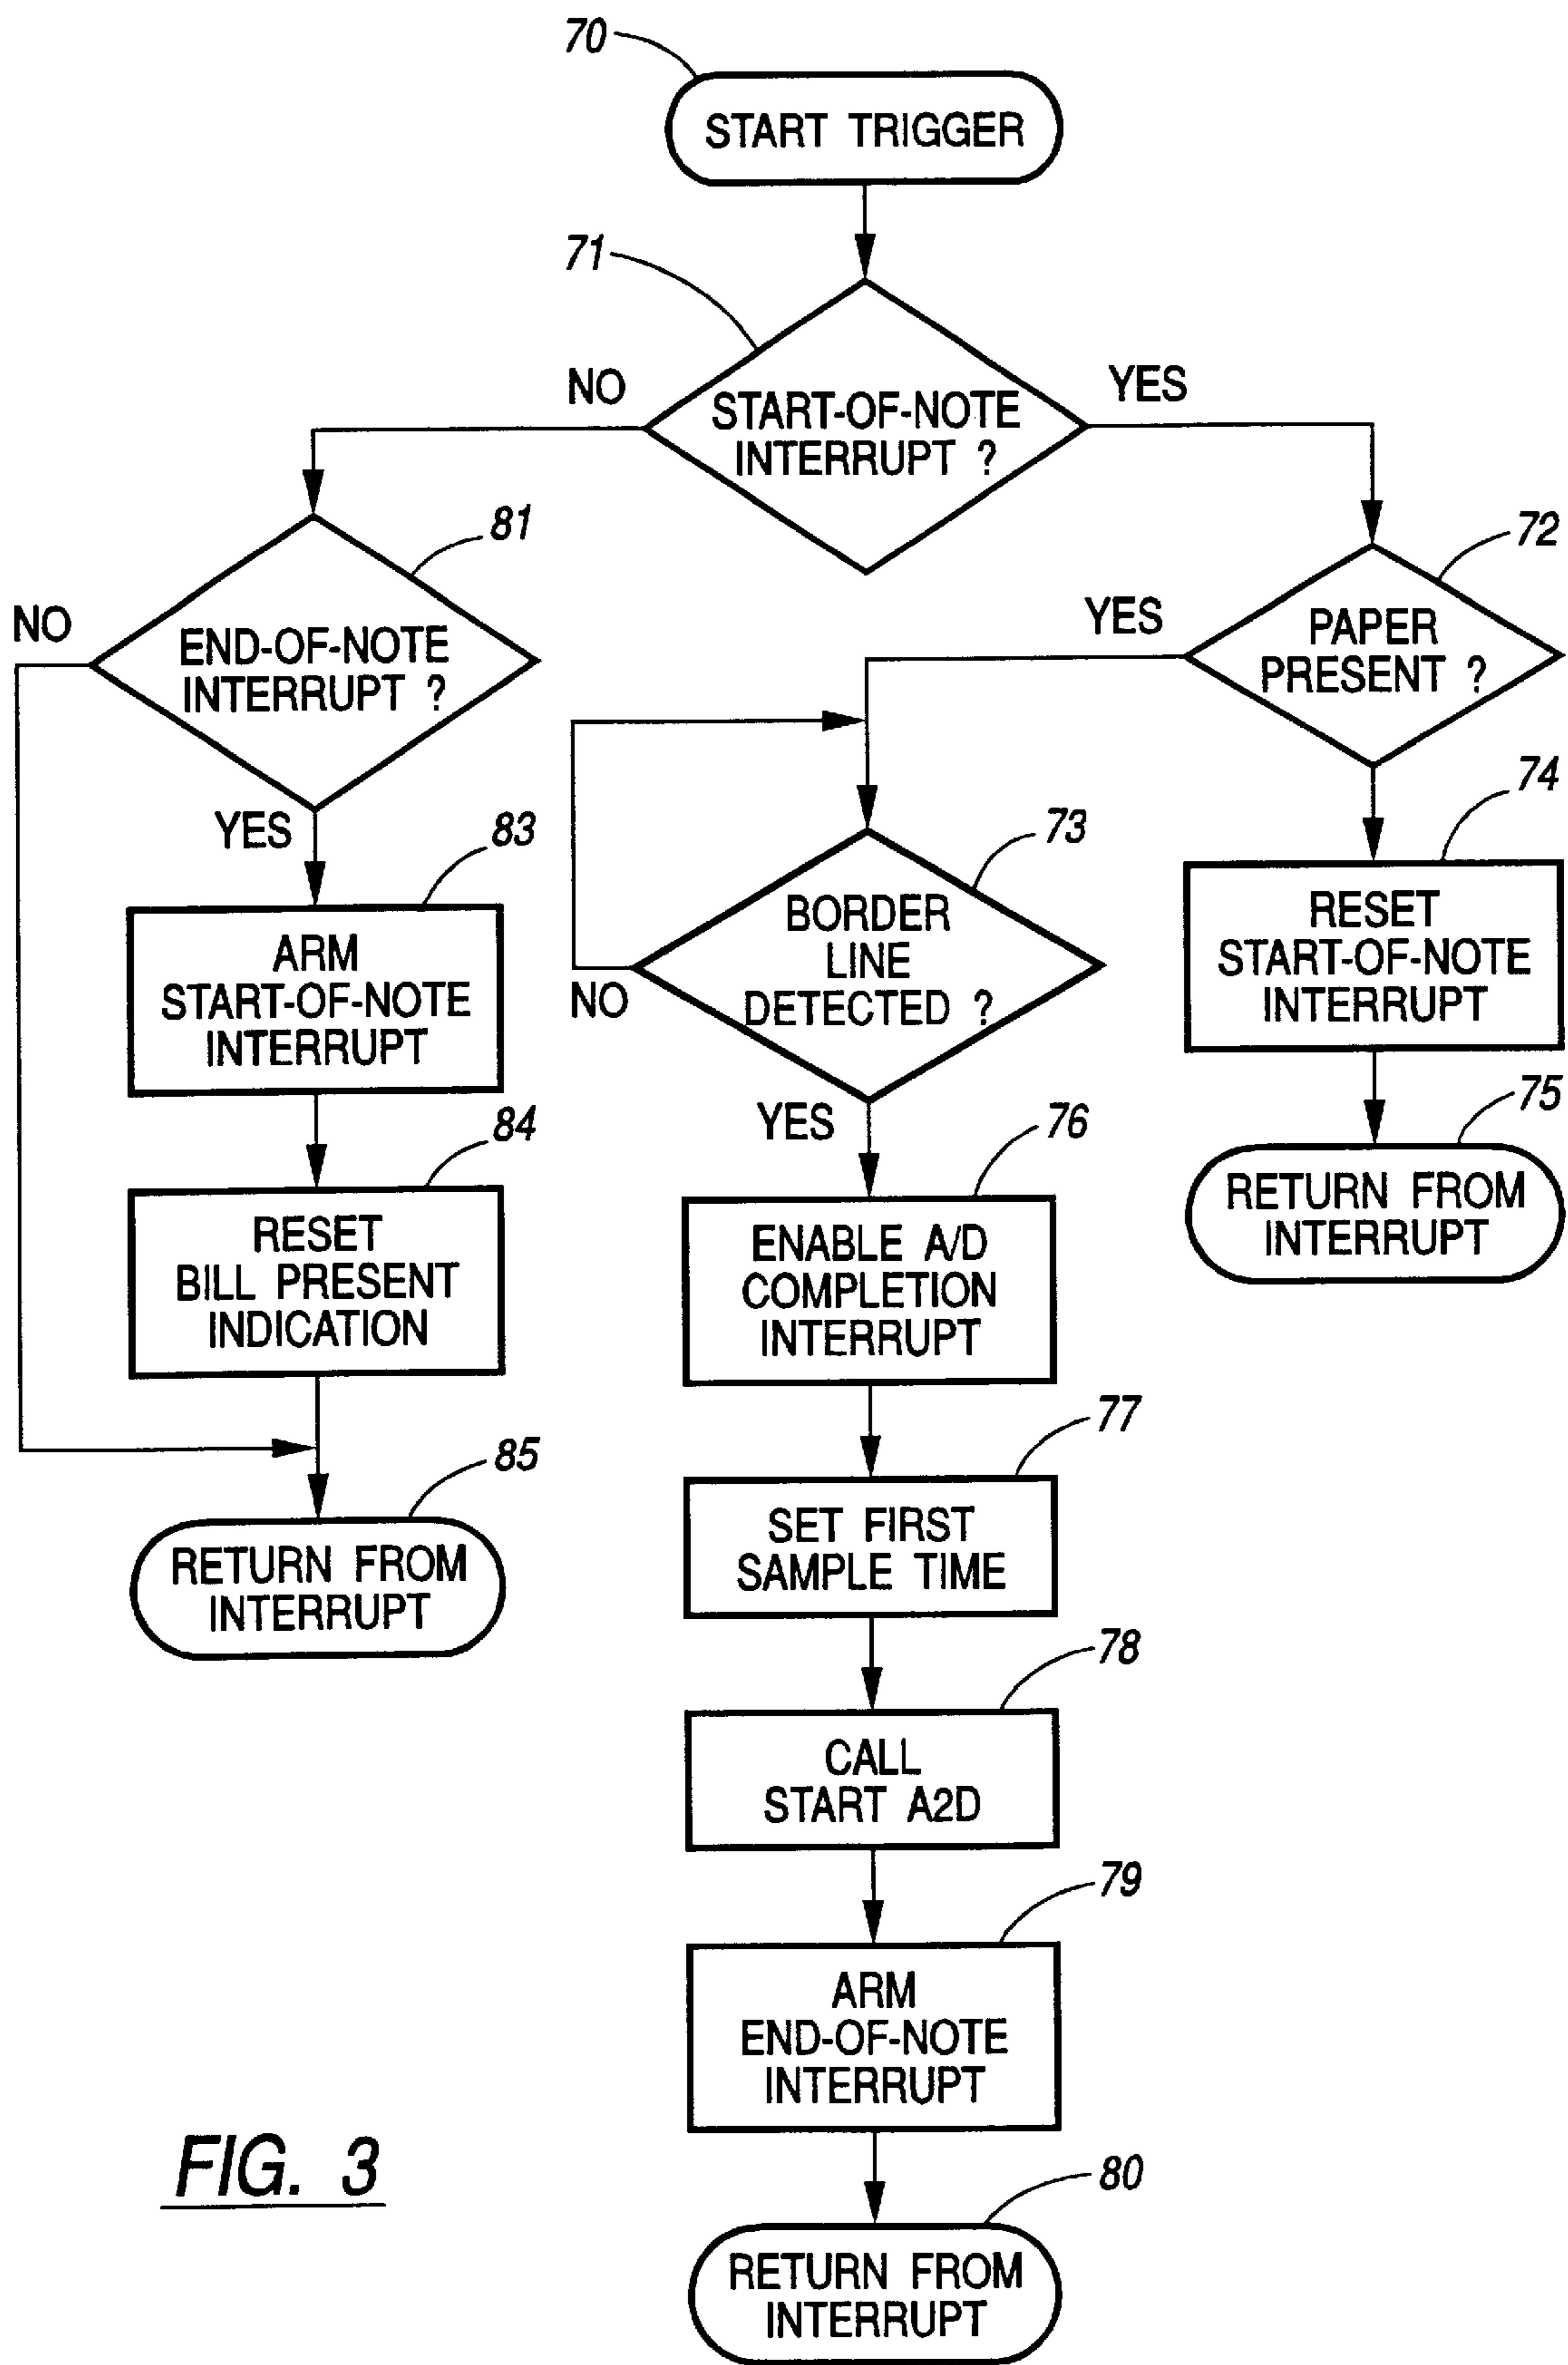 70
START TRIGGER
71
NO
YES
START-OF-NOTE
INTERRUPT ?
81
NO
END-OF-NOTE
INTERRUPT ?
YES
72
YES
PAPER
PRESENT ?
83
ARM
START-OF-NOTE
INTERRUPT
73
BORDER
LINE
DETECTED ?
NO
YES
74
RESET
START-OF-NOTE
INTERRUPT
84
RESET
BILL PRESENT
INDICATION
76
ENABLE A/D
COMPLETION
INTERRUPT
75
RETURN FROM
INTERRUPT
85
RETURN FROM
INTERRUPT
77
SET FIRST
SAMPLE TIME
78
CALL
START A2D
79
ARM
END-OF-NOTE
INTERRUPT
80
RETURN FROM
INTERRUPT
FIG. 3